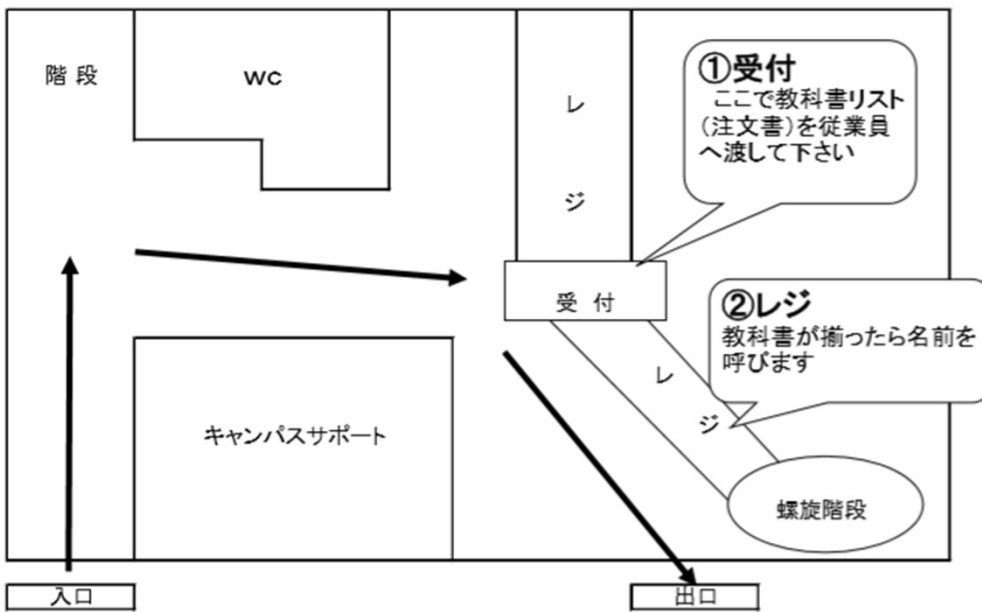 階段
WC
レジ
①受付
ここで教科書リスト
(注文書)を従業員
へ渡して下さい
受付
②レジ
教科書が揃ったら名前を
呼びます
レジ
キャンパスサポート
螺旋階段
入口
出口